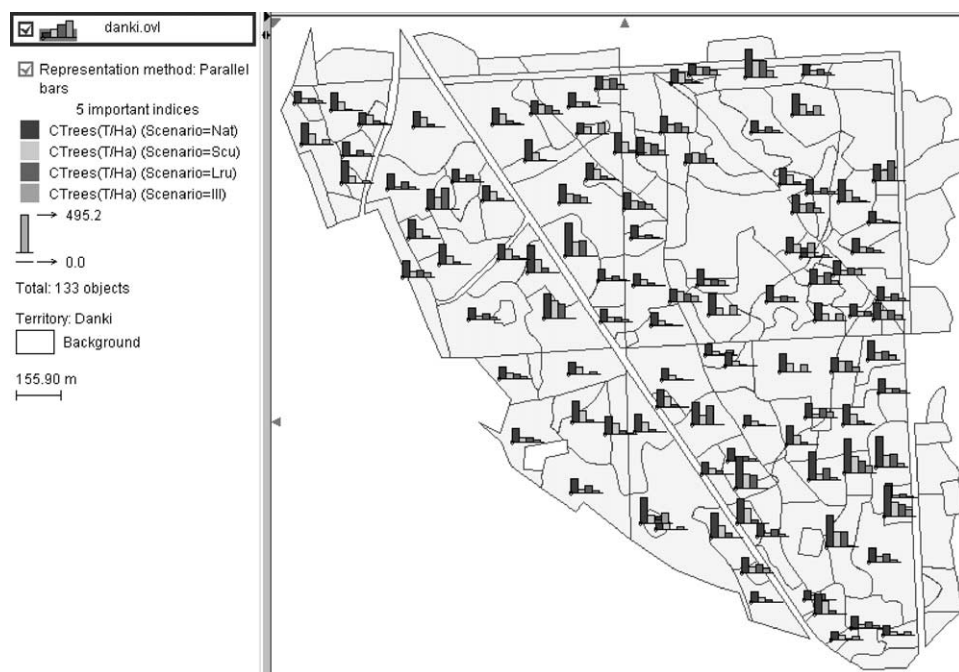 danki.ovl
Representation method: Parallel
bars
5 important indices
CTrees(T/Ha) (Scenario=Nat)
CTrees(T/Ha) (Scenario=Scu)
CTrees(T/Ha) (Scenario=Lru)
CTrees(T/Ha) (Scenario=Ill)
495.2
0.0
Total: 133 objects
Territory: Danki
Background
155.90 m